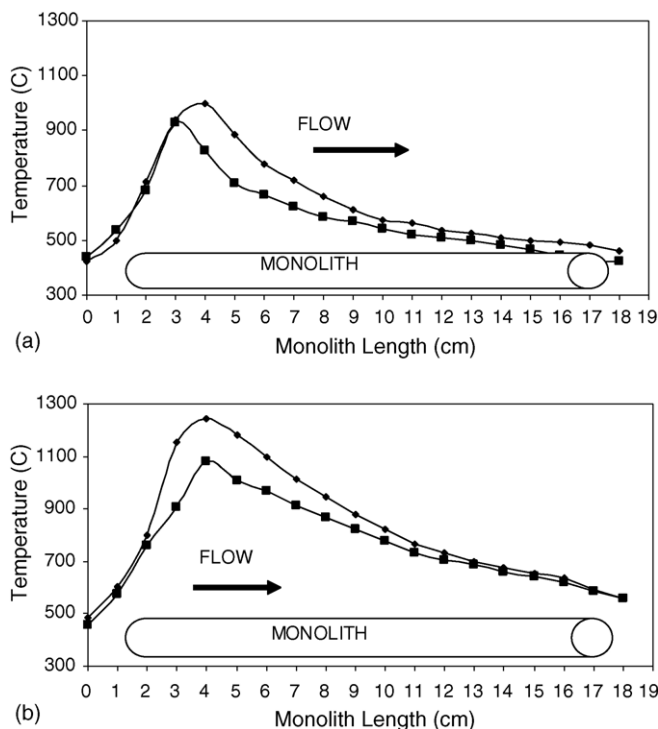 1300
1100
900
700
500
300
Temperature (C)
FLOW
MONOLITH
0 1 2 3 4 5 6 7 8 9 10 11 12 13 14 15 16 17 18 19
(a)
Monolith Length (cm)
1300
1100
900
700
500
300
Temperature (C)
FLOW
MONOLITH
0 1 2 3 4 5 6 7 8 9 10 11 12 13 14 15 16 17 18 19
(b)
Monolith Length (cm)